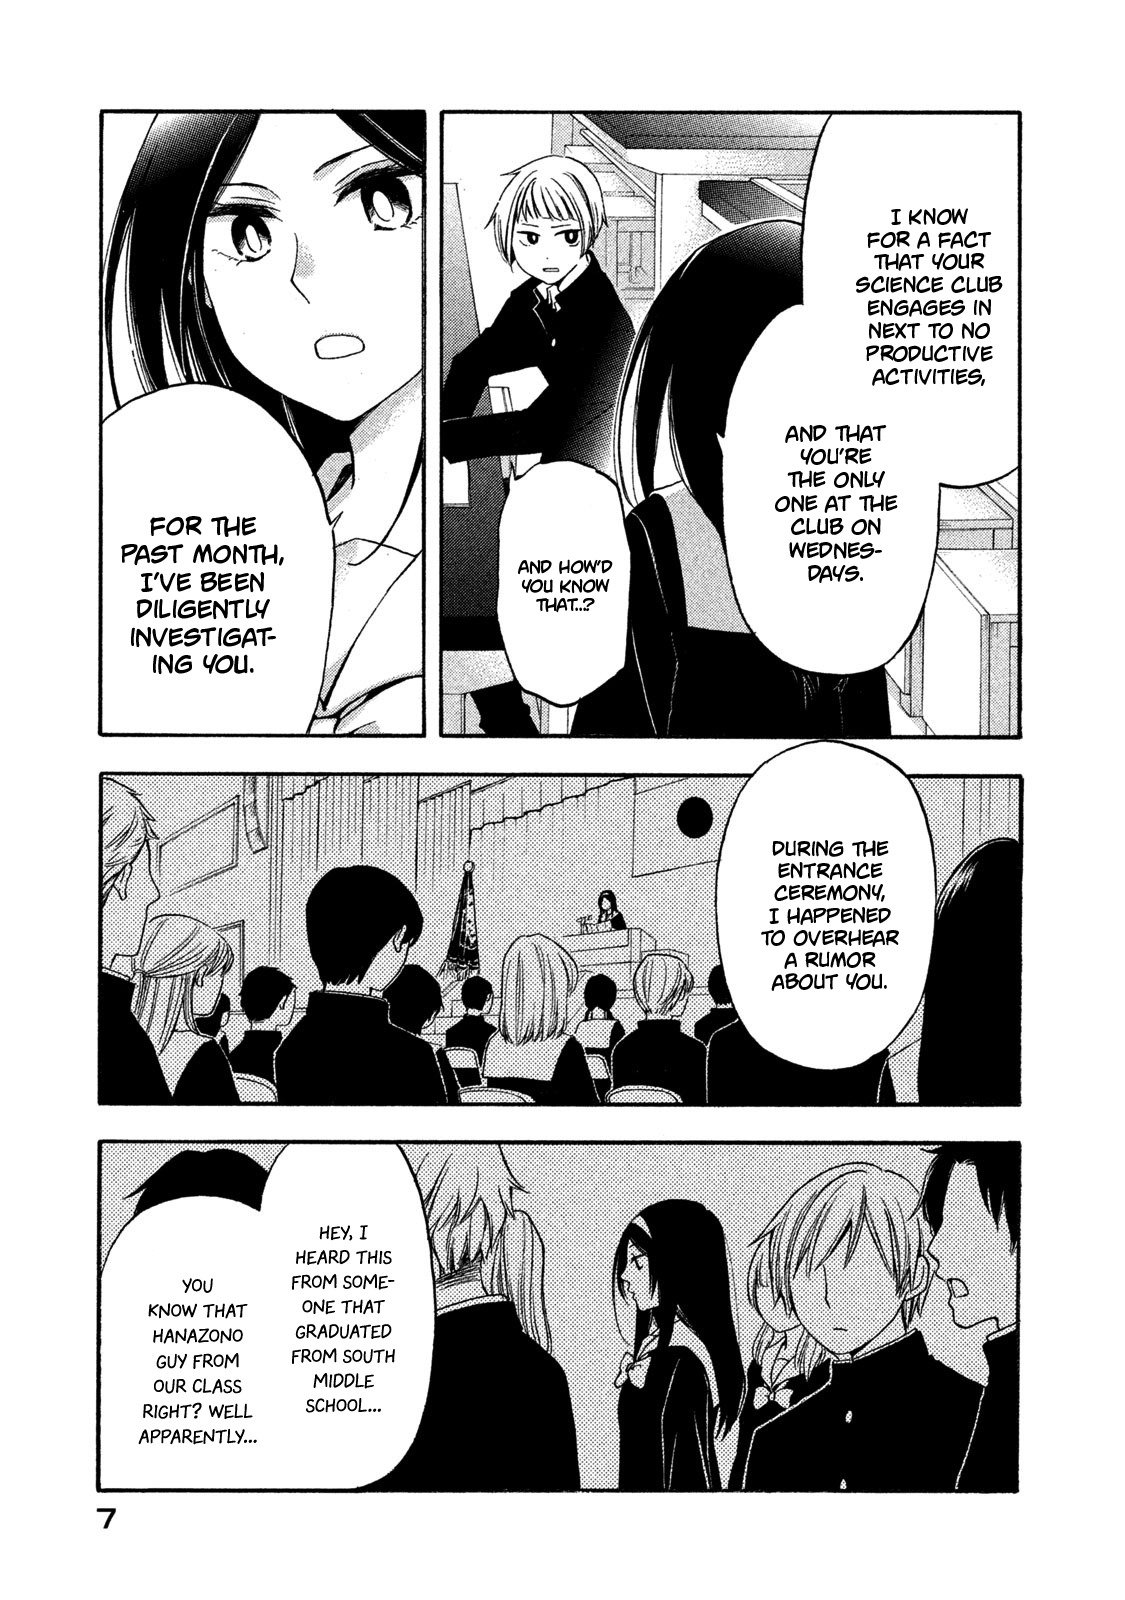 I KNOW
FOR A FACT
THAT YOUR
SCIENCE CLUB
ENGAGES IN
NEXT TO NO
PRODUCTIVE
ACTIVITIES,
AND THAT
YOU'RE
THE ONLY
ONE AT THE
CLUB ON
WEDNES-
DAYS.
AND HOW'D
YOU KNOW
THAT...?
FOR THE
PAST MONTH,
I'VE BEEN
DILIGENTLY
INVESTIGAT-
ING YOU.
DURING THE
ENTRANCE
CEREMONY,
I HAPPENED
TO OVERHEAR
A RUMOR
ABOUT YOU.
HEY, I
HEARD THIS
FROM SOME-
ONE THAT
GRADUATED
FROM SOUTH
MIDDLE
SCHOOL...
YOU
KNOW THAT
HANAZONO
GUY FROM
OUR CLASS
RIGHT? WELL
APPARENTLY...
7